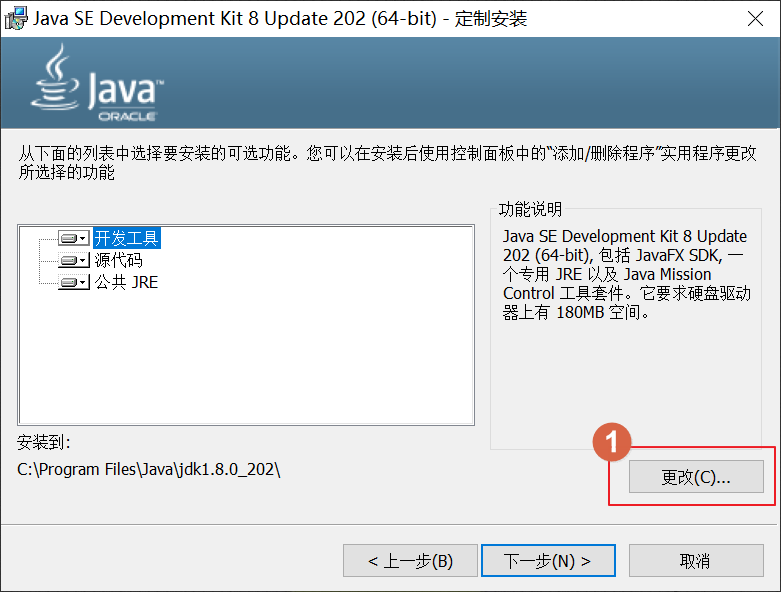 Java SE Development Kit 8 Update 202 (64-bit) - 定制安装
Java™
ORACLE
从下面的列表中选择要安装的可选功能。您可以在安装后使用控制面板中的“添加/删除程序”实用程序更改
所选择的功能
开发工具
源代码
公共 JRE
功能说明
Java SE Development Kit 8 Update
202 (64-bit), 包括 JavaFX SDK, 一
个专用 JRE 以及 Java Mission
Control 工具套件。它要求硬盘驱动
器上有 180MB 空间。
安装到:
C:\Program Files\Java\jdk1.8.0_202\
1
更改(C)...
< 上一步(B)
下一步(N) >
取消